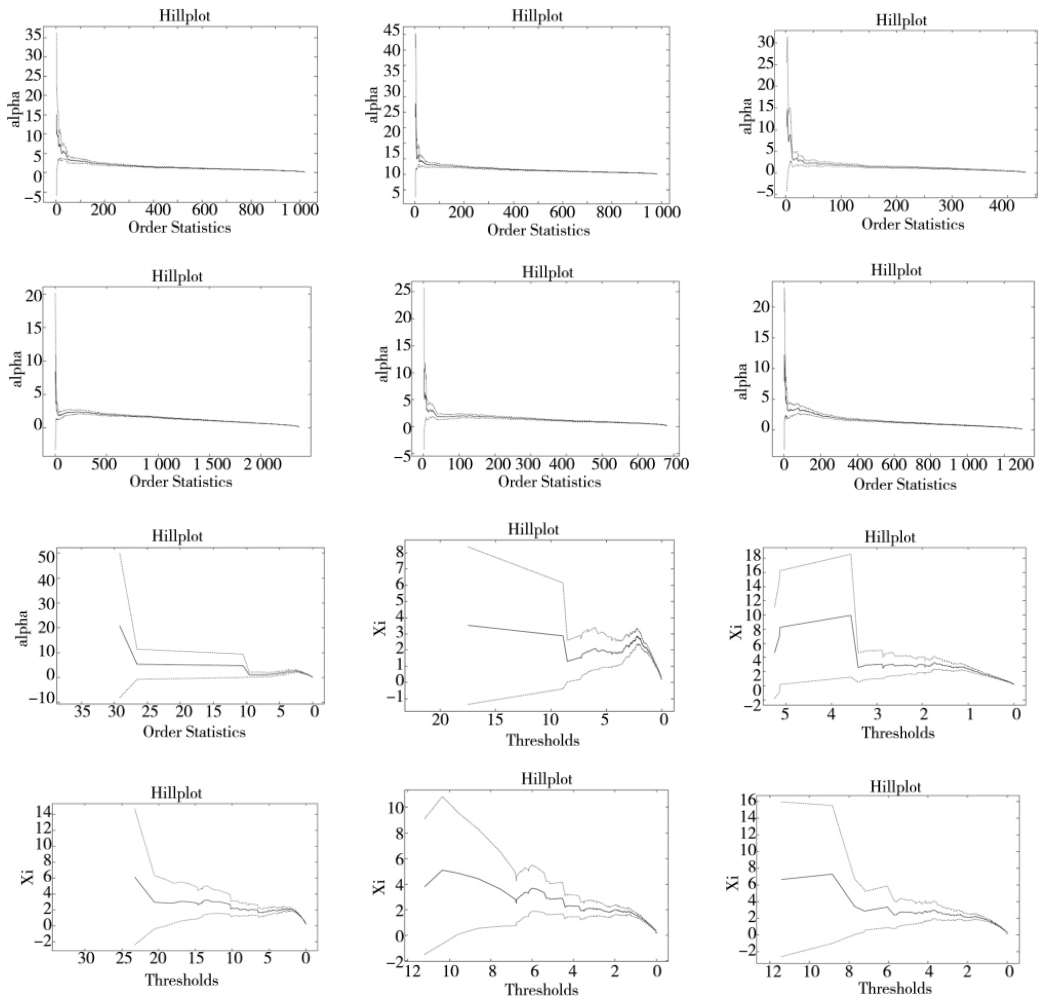 Hillplot
35
30
25
20
15
10
5
0
−5
alpha
0 200 400 600 800 1 000
Order Statistics
Hillplot
45
35
30
25
20
15
10
5
alpha
0 200 400 600 800 1 000
Order Statistics
Hillplot
30
25
20
15
10
5
0
−5
alpha
0 100 200 300 400
Order Statistics
Hillplot
20
15
10
5
0
alpha
0 500 1 000 1 500 2 000
Order Statistics
Hillplot
25
20
15
10
5
0
−5
alpha
0 100 200 300 400 500 600 700
Order Statistics
Hillplot
20
15
10
5
0
alpha
0 200 400 600 800 1 000 1 200
Order Statistics
Hillplot
50
40
30
20
10
0
−10
alpha
35 30 25 20 15 10 5 0
Order Statistics
Hillplot
8
7
6
5
4
3
2
1
0
−1
Xi
20 15 10 5 0
Thresholds
Hillplot
18
16
14
12
10
8
6
4
2
0
−2
Xi
5 4 3 2 1 0
Thresholds
Hillplot
14
12
10
8
6
4
2
0
−2
Xi
30 35 25 20 15 10 5 0
Thresholds
Hillplot
10
8
6
4
2
0
−2
Xi
12 10 8 6 4 2 0
Thresholds
Hillplot
16
14
12
10
8
6
4
2
0
−2
Xi
12 10 8 6 4 2 0
Thresholds